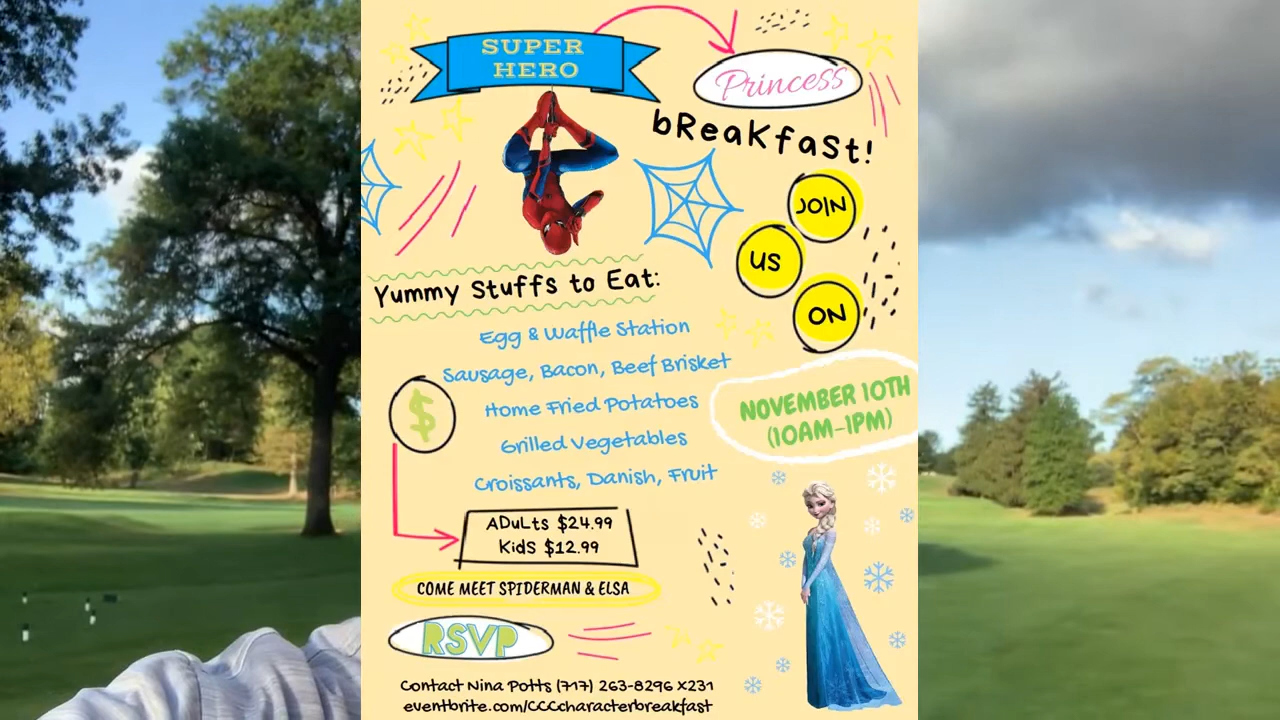 SUPER
HERO
Princess
bReaKfaSt!
JOIN
US
ON
Yummy Stuffs to Eat:
Egg & Waffle Station
Sausage, Bacon, Beef Brisket
Home Fried Potatoes
Grilled Vegetables
Croissants, Danish, Fruit
NOVEMBER 10TH
(10AM-1PM)
$
ADuLts $24.99
KidS $12.99
COME MEET SPIDERMAN & ELSA
RSVP
Contact Nina Potts (717) 263-8296 X231
eventbrite.com/CCCcharacterbreakfast